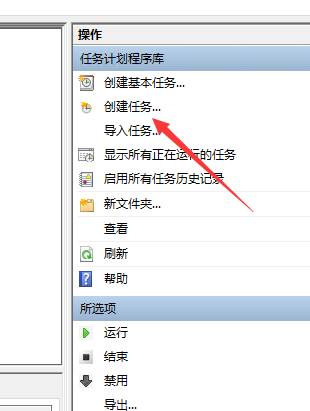 操作
任务计划程序库
创建基本任务...
创建任务...
导入任务...
显示所有正在运行的任务
启用所有任务历史记录
新文件夹...
查看
刷新
帮助
所选项
运行
结束
禁用
导出...